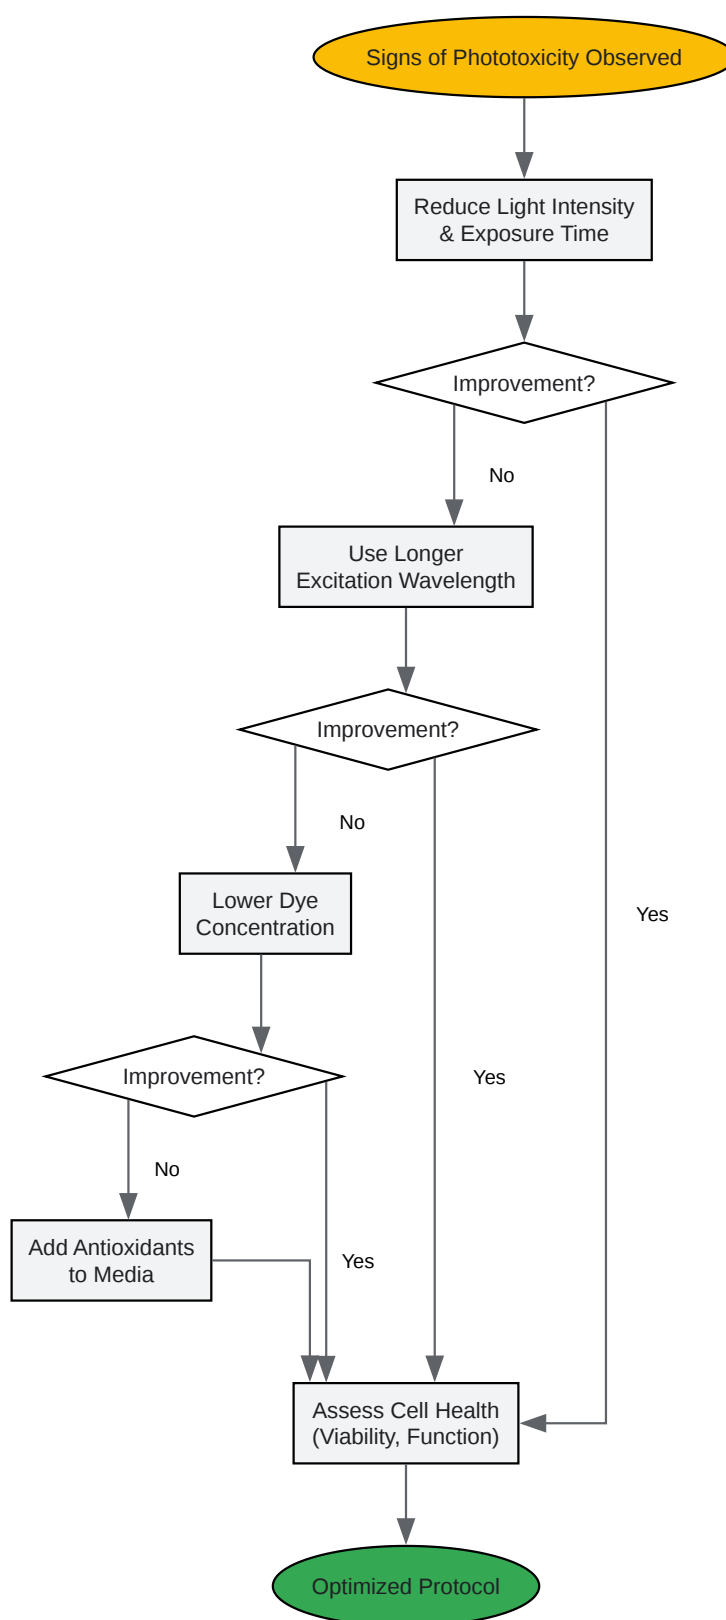 Signs of Phototoxicity Observed
Reduce Light Intensity
& Exposure Time
Improvement?
No
Use Longer
Excitation Wavelength
Improvement?
No
Lower Dye
Concentration
Yes
Improvement?
Yes
No
Add Antioxidants
to Media
Yes
Assess Cell Health
(Viability, Function)
Optimized Protocol